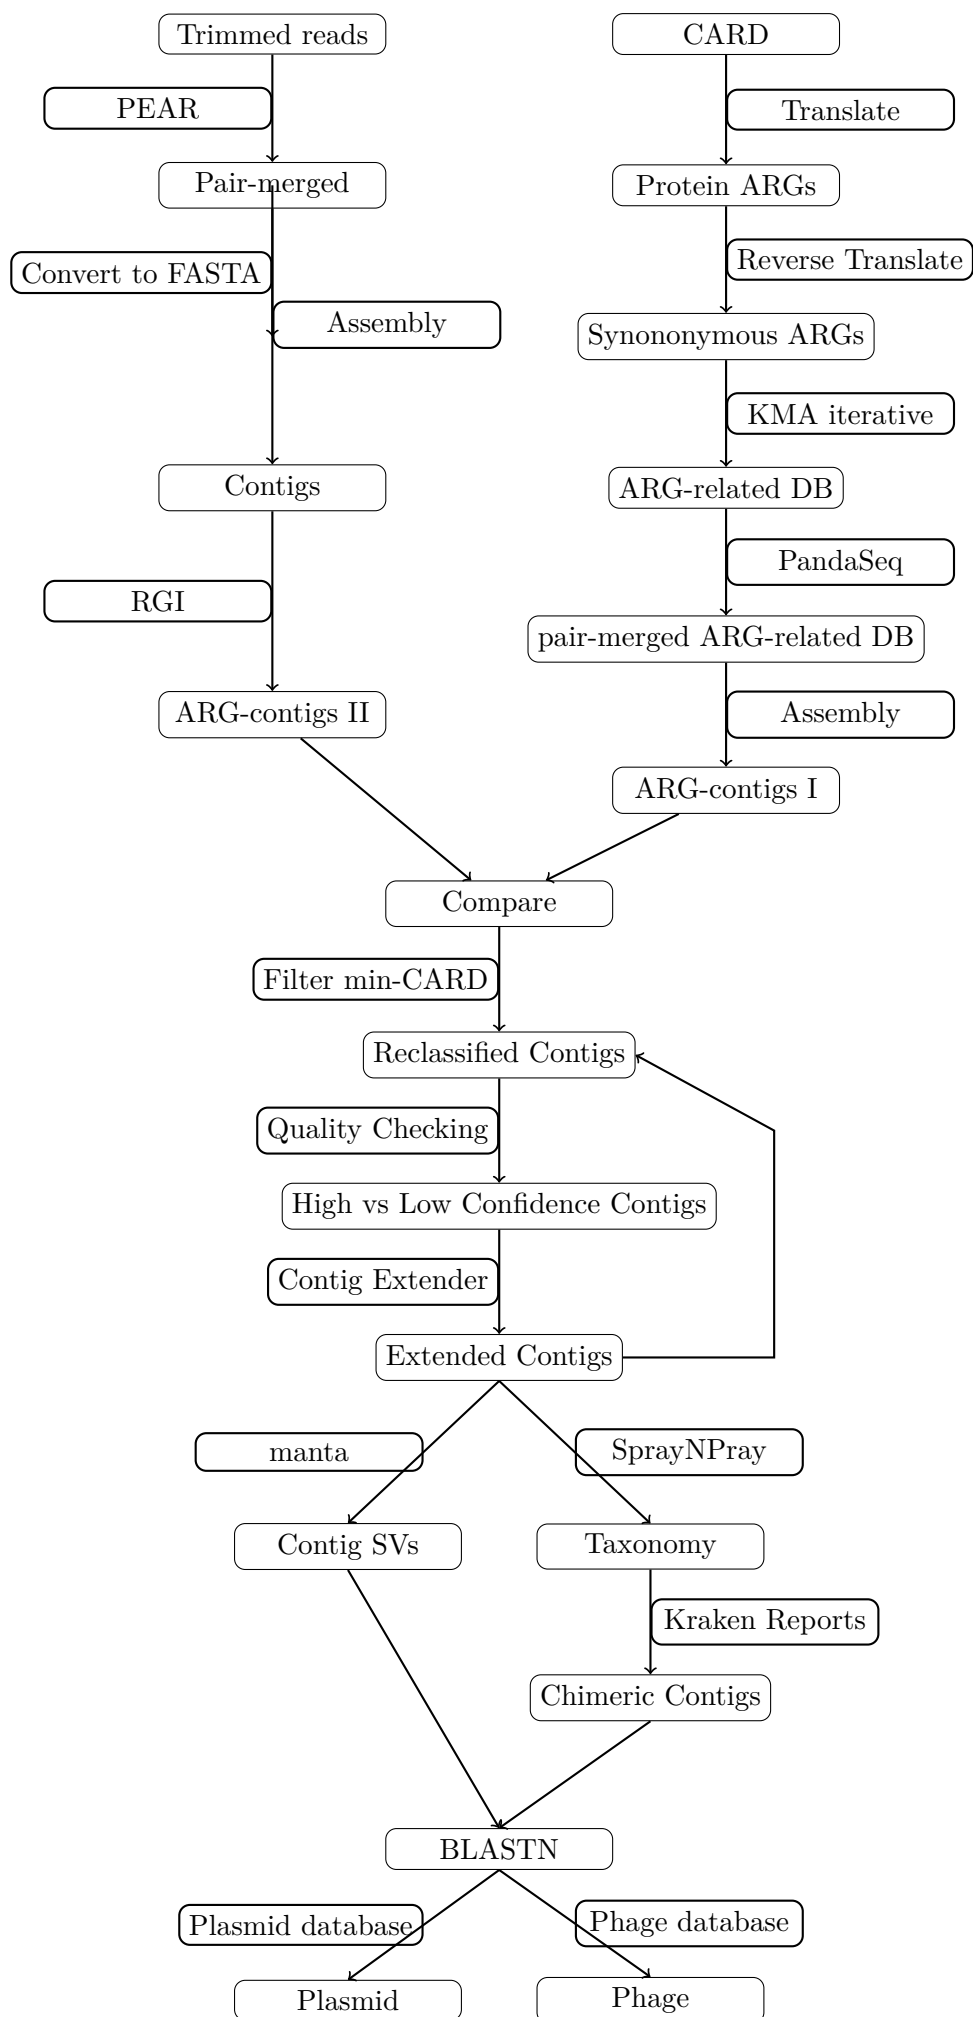 Trimmed reads
CARD
PEAR
Translate
Pair-merged
Protein ARGs
Convert to FASTA
Reverse Translate
Assembly
Synononymous ARGs
KMA iterative
Contigs
ARG-related DB
PandaSeq
RGI
pair-merged ARG-related DB
ARG-contigs II
Assembly
ARG-contigs I
Compare
Filter min-CARD
Reclassified Contigs
Quality Checking
High vs Low Confidence Contigs
Contig Extender
Extended Contigs
manta
SprayNPray
Contig SVs
Taxonomy
Kraken Reports
Chimeric Contigs
BLASTN
Plasmid database
Phage database
Plasmid
Phage